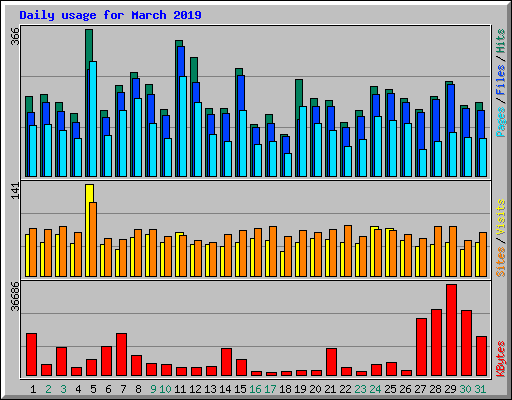 Daily usage for March 2019
366
Pages / Files / Hits
141
Sites / Visits
36686
KBytes
1 2 3 4 5 6 7 8 9 10 11 12 13 14 15 16 17 18 19 20 21 22 23 24 25 26 27 28 29 30 31